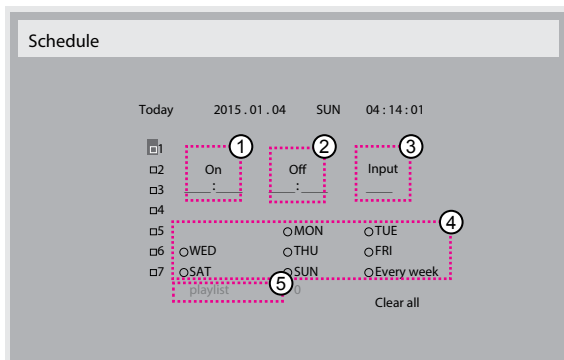 Schedule
Today 2015 . 01 . 04 SUN 04 : 14 : 01
1 1 2 3
2 On Off Input
3 ___:___ ___:___ ____
4
5 MON TUE 4
6 WED THU FRI
7 SAT SUN Every week
playlist 5 0
Clear all